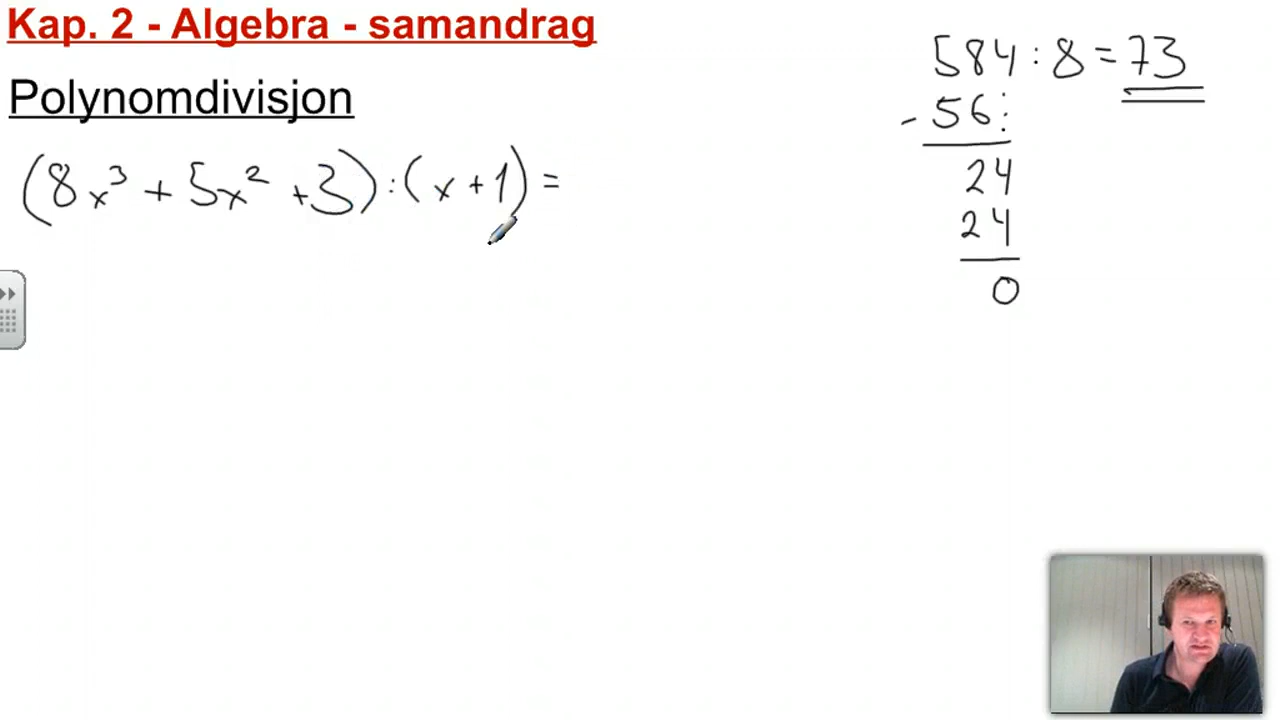 Kap. 2 - Algebra - samandrag
Polynomdivisjon
(8x³ + 5x² + 3) : (x + 1) =
584 : 8 = 73
- 56 :
24
24
0